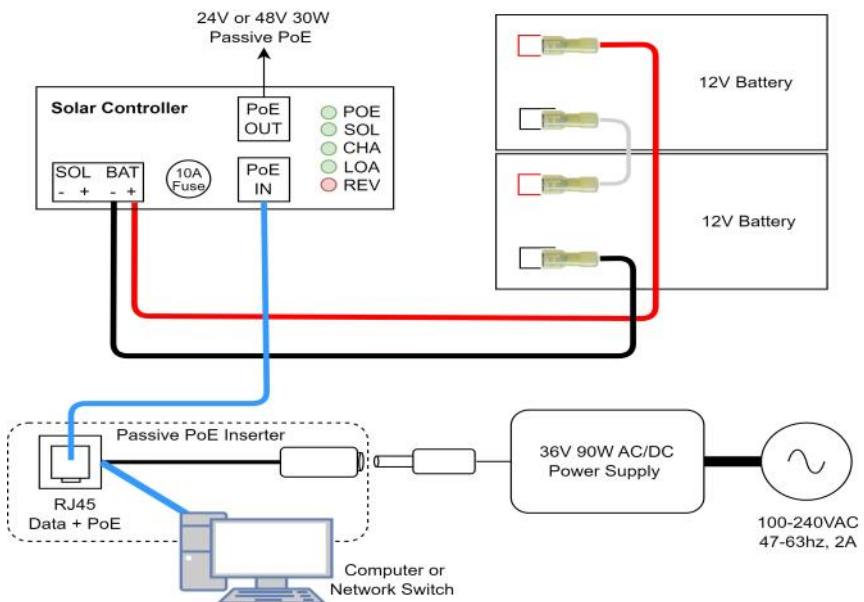 24V or 48V 30W
Passive PoE
Solar Controller
PoE
OUT
POE
SOL
CHA
LOA
REV
SOL BAT
- + - +
10A
Fuse
PoE
IN
12V Battery
12V Battery
Passive PoE Inserter
RJ45
Data + PoE
Computer or
Network Switch
36V 90W AC/DC
Power Supply
100-240VAC
47-63hz, 2A